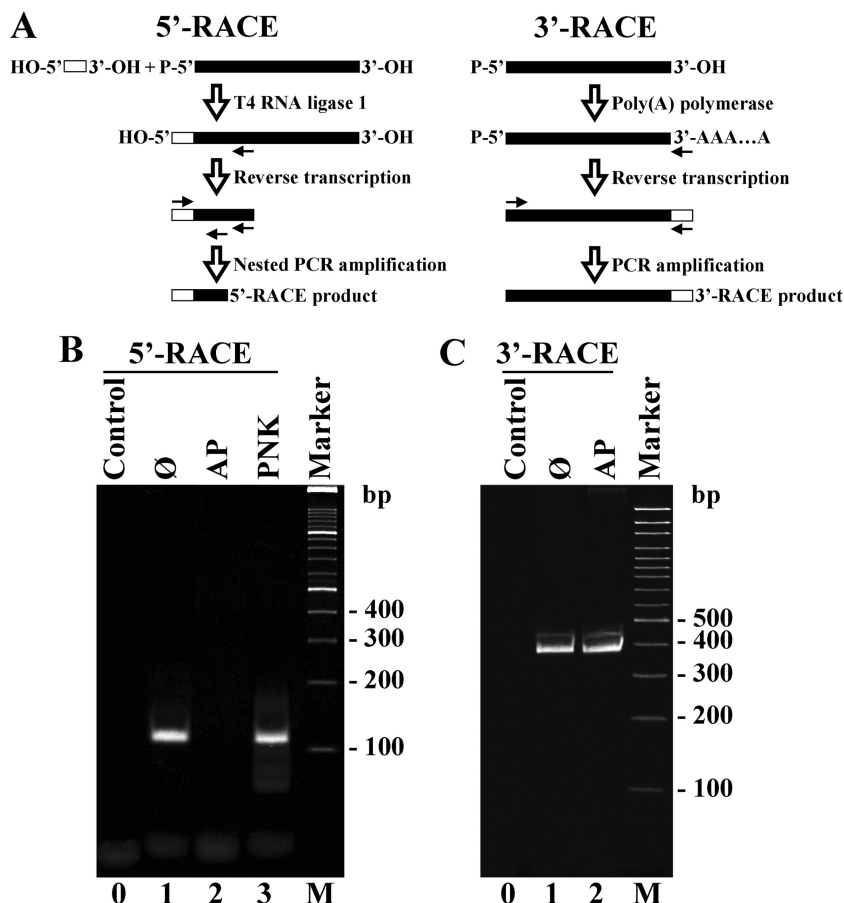 A
5’-RACE
3’-RACE
HO-5’ 3’-OH + P-5’ 3’-OH
P-5’ 3’-OH
T4 RNA ligase 1
Poly(A) polymerase
HO-5’ 3’-OH
P-5’ 3’-AAA...A
Reverse transcription
Reverse transcription
Nested PCR amplification
PCR amplification
5’-RACE product
3’-RACE product
B
5’-RACE
Control
Ø
AP
PNK
Marker
bp
- 400
- 300
- 200
- 100
0 1 2 3 M
C
3’-RACE
Control
Ø
AP
Marker
bp
- 500
- 400
- 300
- 200
- 100
0 1 2 M